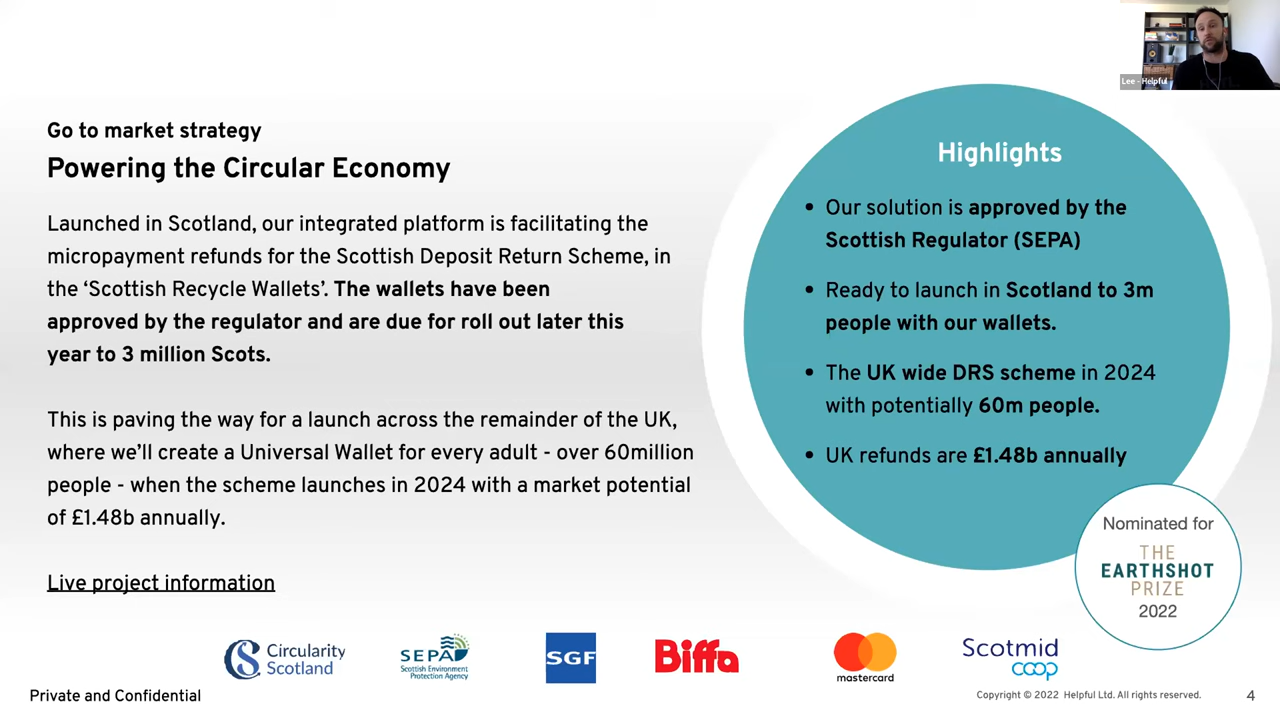 Lee - Helpful
Go to market strategy
Powering the Circular Economy
Launched in Scotland, our integrated platform is facilitating the
micropayment refunds for the Scottish Deposit Return Scheme, in
the ‘Scottish Recycle Wallets’. The wallets have been
approved by the regulator and are due for roll out later this
year to 3 million Scots.
This is paving the way for a launch across the remainder of the UK,
where we’ll create a Universal Wallet for every adult - over 60million
people - when the scheme launches in 2024 with a market potential
of £1.48b annually.
Live project information
Highlights
• Our solution is approved by the
Scottish Regulator (SEPA)
• Ready to launch in Scotland to 3m
people with our wallets.
• The UK wide DRS scheme in 2024
with potentially 60m people.
• UK refunds are £1.48b annually
Nominated for
THE
EARTHSHOT
PRIZE
2022
Circularity
Scotland
SEPA
Scottish Environment
Protection Agency
SGF
Biffa
mastercard
Scotmid
coop
Private and Confidential
Copyright © 2022 Helpful Ltd. All rights reserved.
4